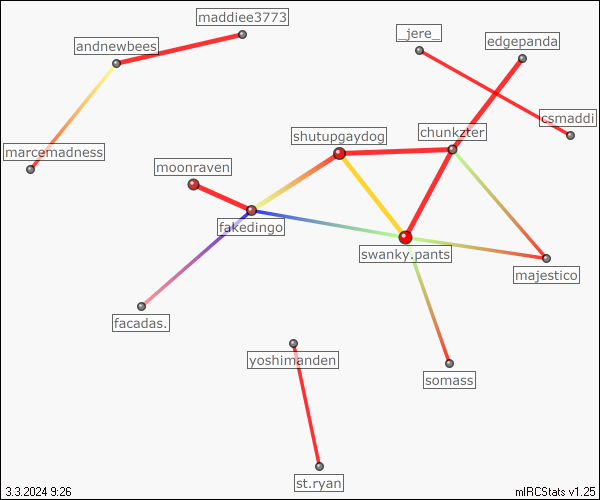 maddiee3773
_jere_
edgepanda
andnewbees
csmaddi
shutupgaydog
chunkzter
marcemadness
moonraven
fakedingo
swanky.pants
majestico
facadas.
yoshimanden
somass
st.ryan
3.3.2024 9:26
mIRCStats v1.25